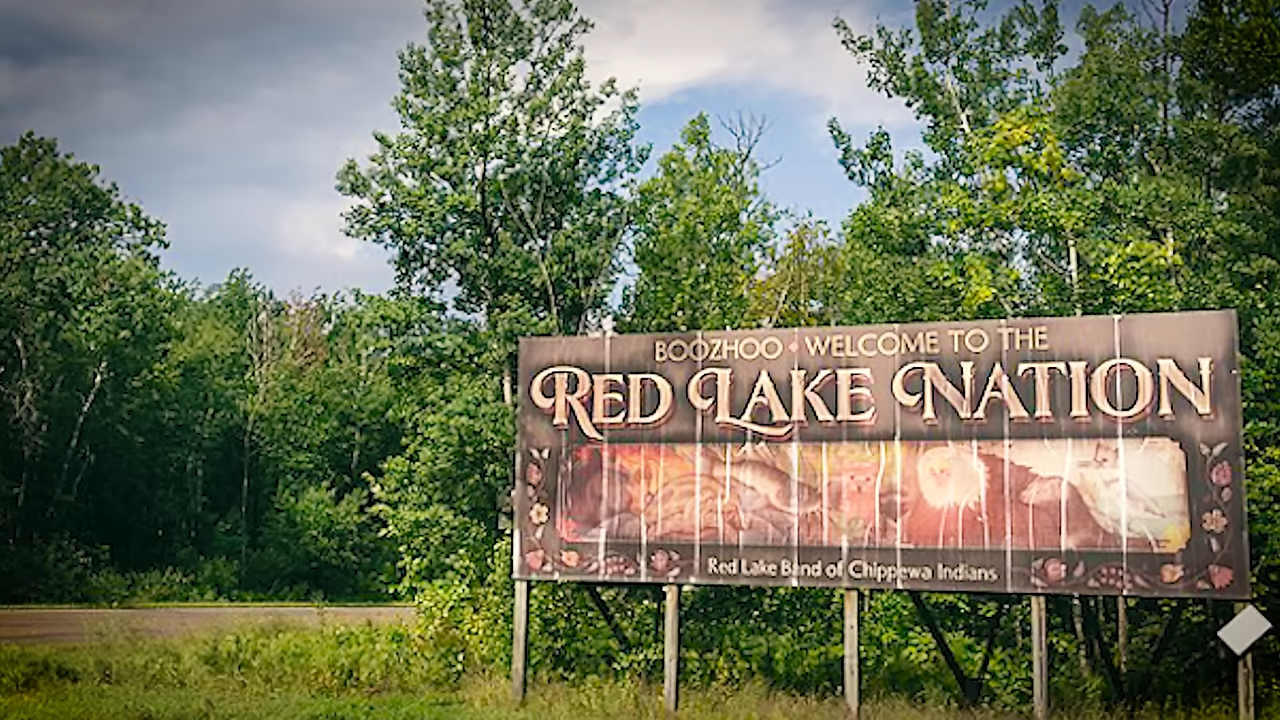 BOOZHOO • WELCOME TO THE
RED LAKE NATION
Red Lake Band of Chippewa Indians